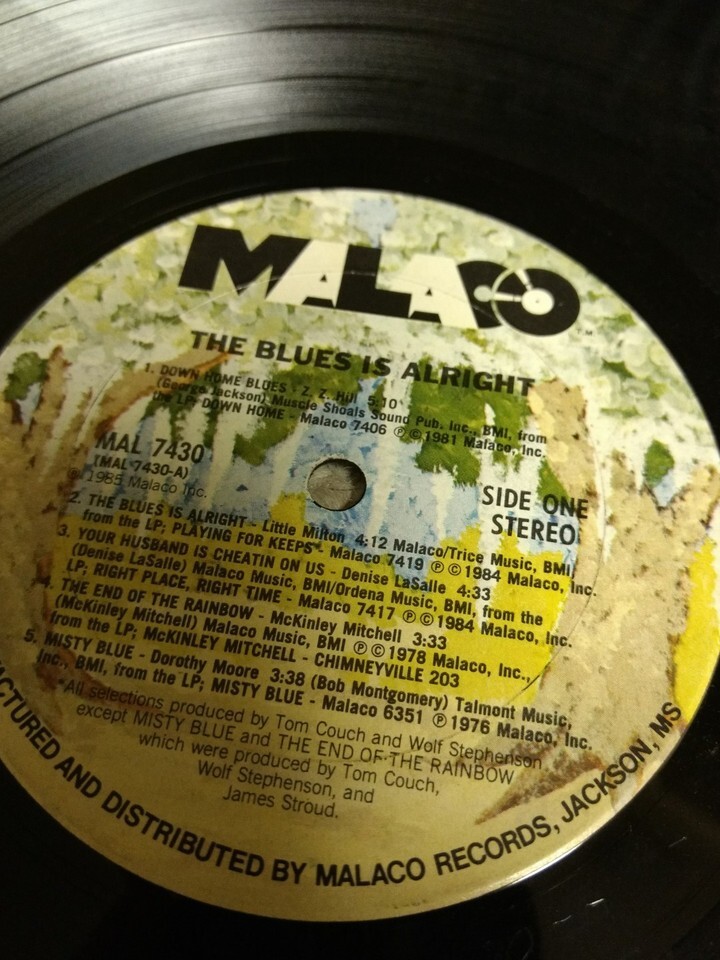 MALACO
TM
THE BLUES IS ALRIGHT
1. DOWN HOME BLUES - Z. Z. Hill 5:10
(George Jackson) Muscle Shoals Sound Pub. Inc., BMI, from
the LP; DOWN HOME - Malaco 7406 ℗©1981 Malaco, Inc.
MAL 7430
(MAL 7430-A)
1985 Malaco Inc.
SIDE ONE
STEREO
2. THE BLUES IS ALRIGHT - Little Milton 4:12 Malaco/Trice Music, BMI,
from the LP; PLAYING FOR KEEPS - Malaco 7419 ℗©1984 Malaco, Inc.
3. YOUR HUSBAND IS CHEATIN ON US - Denise LaSalle 4:33
(Denise LaSalle) Malaco Music, BMI/Ordena Music, BMI, from the
LP; RIGHT PLACE, RIGHT TIME - Malaco 7417 ℗©1984 Malaco, Inc.
4. THE END OF THE RAINBOW - McKinley Mitchell 3:33
(McKinley Mitchell) Malaco Music, BMI ℗©1978 Malaco, Inc.,
from the LP; McKINLEY MITCHELL - CHIMNEYVILLE 203
5. MISTY BLUE - Dorothy Moore 3:38 (Bob Montgomery) Talmont Music,
Inc., BMI, from the LP; MISTY BLUE - Malaco 6351 ℗1976 Malaco, Inc.
*All selections produced by Tom Couch and Wolf Stephenson
except MISTY BLUE and THE END OF THE RAINBOW
which were produced by Tom Couch,
Wolf Stephenson, and
James Stroud.
ACTURED AND DISTRIBUTED BY MALACO RECORDS, JACKSON, MS